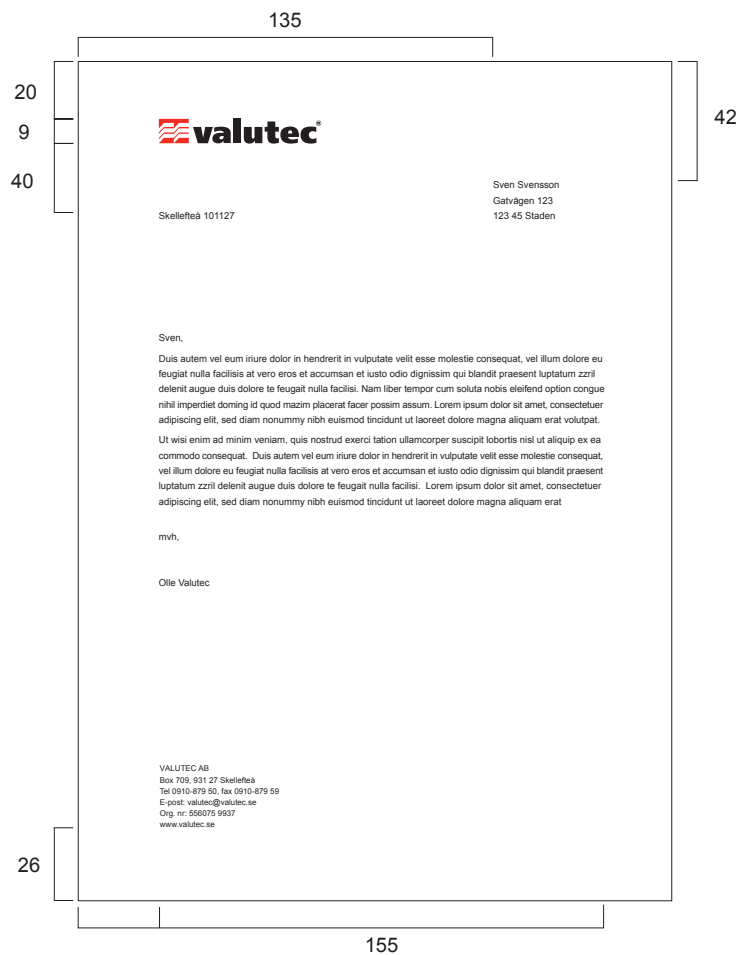 135
20
9
40
42
valutec®
Sven Svensson
Gatvägen 123
123 45 Staden
Skellefteå 101127
Sven,
Duis autem vel eum iriure dolor in hendrerit in vulputate velit esse molestie consequat, vel illum dolore eu
feugiat nulla facilisis at vero eros et accumsan et iusto odio dignissim qui blandit praesent luptatum zzril
delenit augue duis dolore te feugait nulla facilisi. Nam liber tempor cum soluta nobis eleifend option congue
nihil imperdiet doming id quod mazim placerat facer possim assum. Lorem ipsum dolor sit amet, consectetuer
adipiscing elit, sed diam nonummy nibh euismod tincidunt ut laoreet dolore magna aliquam erat volutpat.
Ut wisi enim ad minim veniam, quis nostrud exerci tation ullamcorper suscipit lobortis nisl ut aliquip ex ea
commodo consequat.  Duis autem vel eum iriure dolor in hendrerit in vulputate velit esse molestie consequat,
vel illum dolore eu feugiat nulla facilisis at vero eros et accumsan et iusto odio dignissim qui blandit praesent
luptatum zzril delenit augue duis dolore te feugait nulla facilisi.  Lorem ipsum dolor sit amet, consectetuer
adipiscing elit, sed diam nonummy nibh euismod tincidunt ut laoreet dolore magna aliquam erat
mvh,
Olle Valutec
VALUTEC AB
Box 709, 931 27 Skellefteå
Tel 0910-879 50, fax 0910-879 59
E-post: valutec@valutec.se
Org. nr: 556075 9937
www.valutec.se
26
155